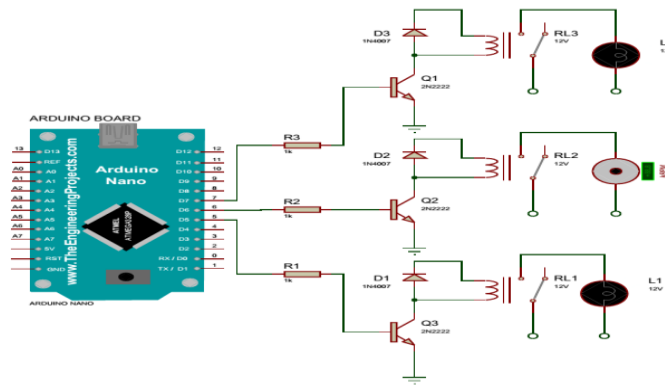 D3
1N4007
RL3
12V
L
1
Q1
2N2222
ARDUINO BOARD
R3
1k
www.TheEngineeringProjects.com
Arduino
Nano
ATMEL
ATMEGA328P
13 D13 D12 12
REF D11 11
A0 A0 D10 10
A1 A1 D9 9
A2 A2 D8 8
A3 A3 D7 7
A4 A4 D6 6
A5 A5 D5 5
A6 A6 D4 4
A7 A7 D3 3
5V D2 2
RST RX / D0 0
GND TX / D1 1
ARDUINO NANO
D2
1N4007
RL2
12V
R2
1k
Q2
2N2222
R1
1k
D1
1N4007
RL1
12V
L1
12V
Q3
2N2222